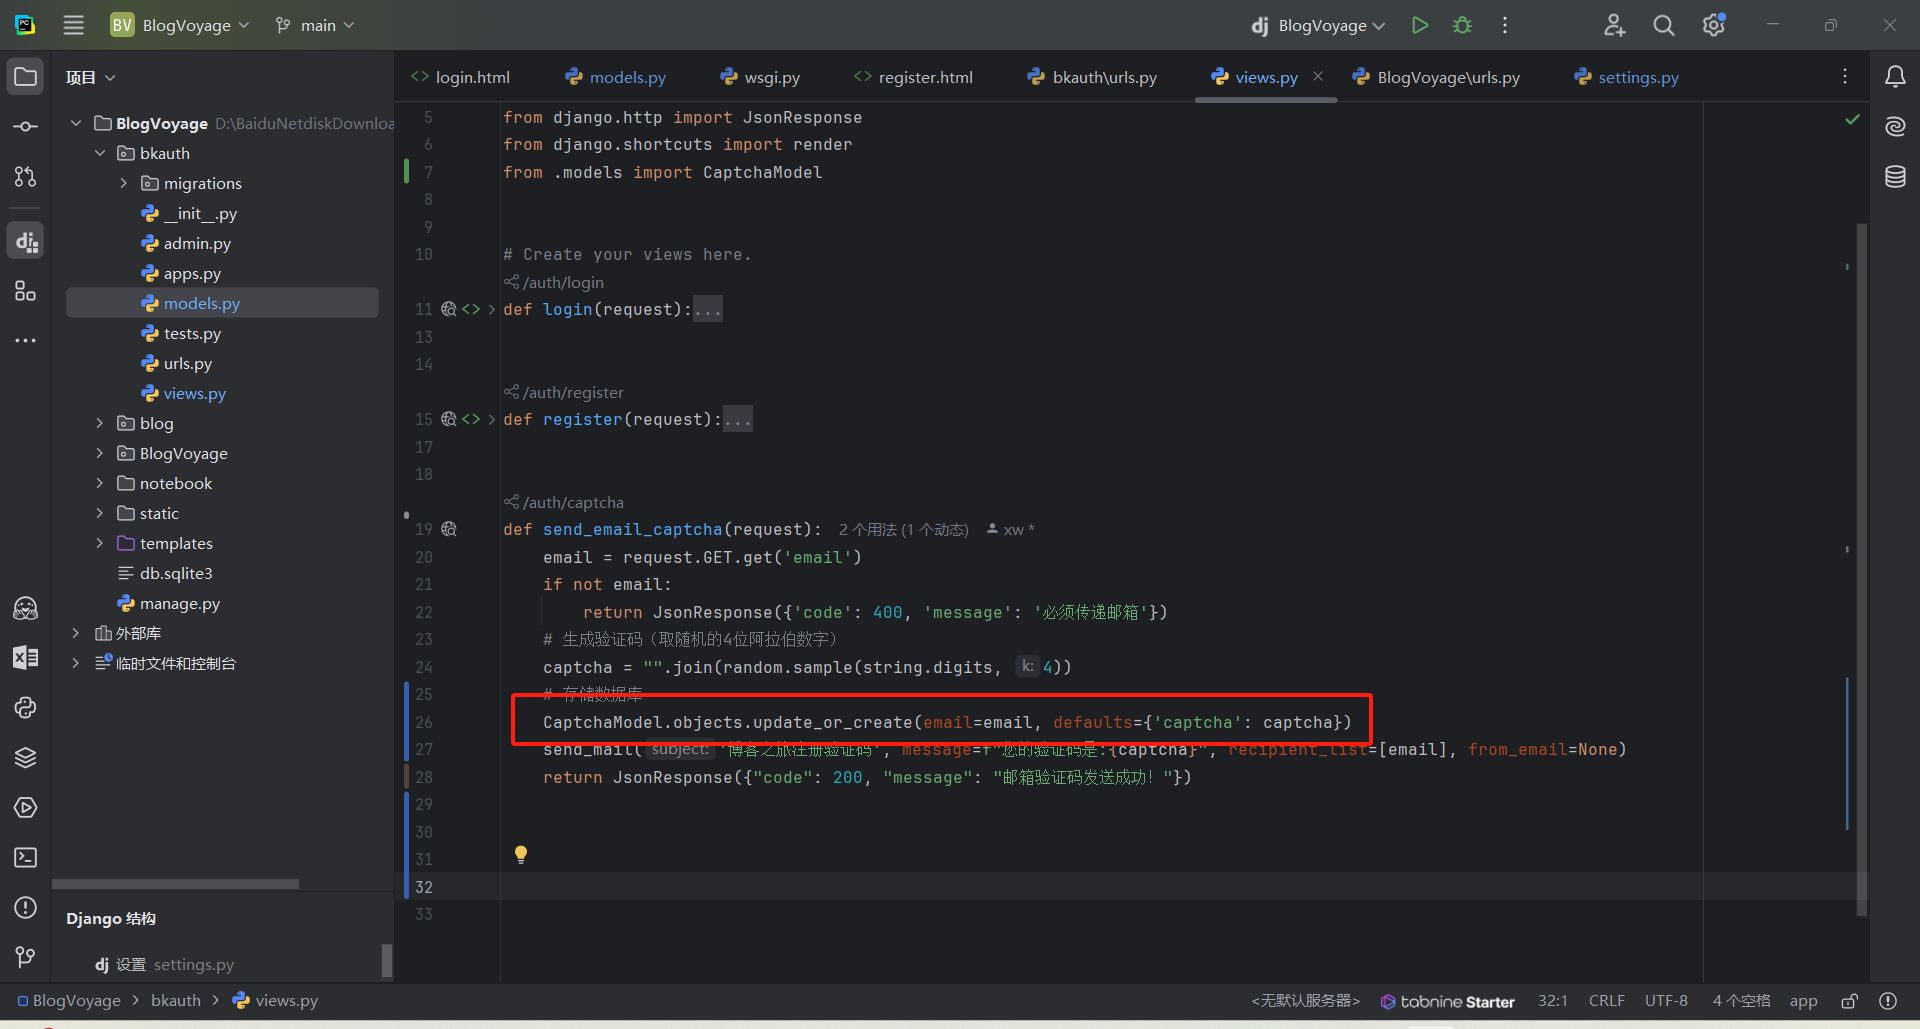 BV BlogVoyage main
dj BlogVoyage
项目
login.html models.py wsgi.py register.html bkauth\urls.py views.py BlogVoyage\urls.py settings.py
BlogVoyage D:\BaiduNetdiskDownloa
bkauth
migrations
__init__.py
admin.py
apps.py
models.py
tests.py
urls.py
views.py
blog
BlogVoyage
notebook
static
templates
db.sqlite3
manage.py
外部库
临时文件和控制台
Django 结构
dj 设置 settings.py
5 from django.http import JsonResponse
6 from django.shortcuts import render
7 from .models import CaptchaModel
8
9
10 # Create your views here.
/auth/login
11 def login(request):...
13
14
/auth/register
15 def register(request):...
17
18
/auth/captcha
19 def send_email_captcha(request): 2 个用法 (1 个动态) xw *
20 email = request.GET.get('email')
21 if not email:
22 return JsonResponse({'code': 400, 'message': '必须传递邮箱'})
23 # 生成验证码（取随机的4位阿拉伯数字）
24 captcha = "".join(random.sample(string.digits, k: 4))
25 # 存储数据库
26 CaptchaModel.objects.update_or_create(email=email, defaults={'captcha': captcha})
27 send_mail( subject: '博客之旅注册验证码', message=f"您的验证码是:{captcha}", recipient_list=[email], from_email=None)
28 return JsonResponse({"code": 200, "message": "邮箱验证码发送成功！"})
29
30
31
32
33
BlogVoyage > bkauth > views.py
<无默认服务器> tabnine Starter 32:1 CRLF UTF-8 4 个空格 app